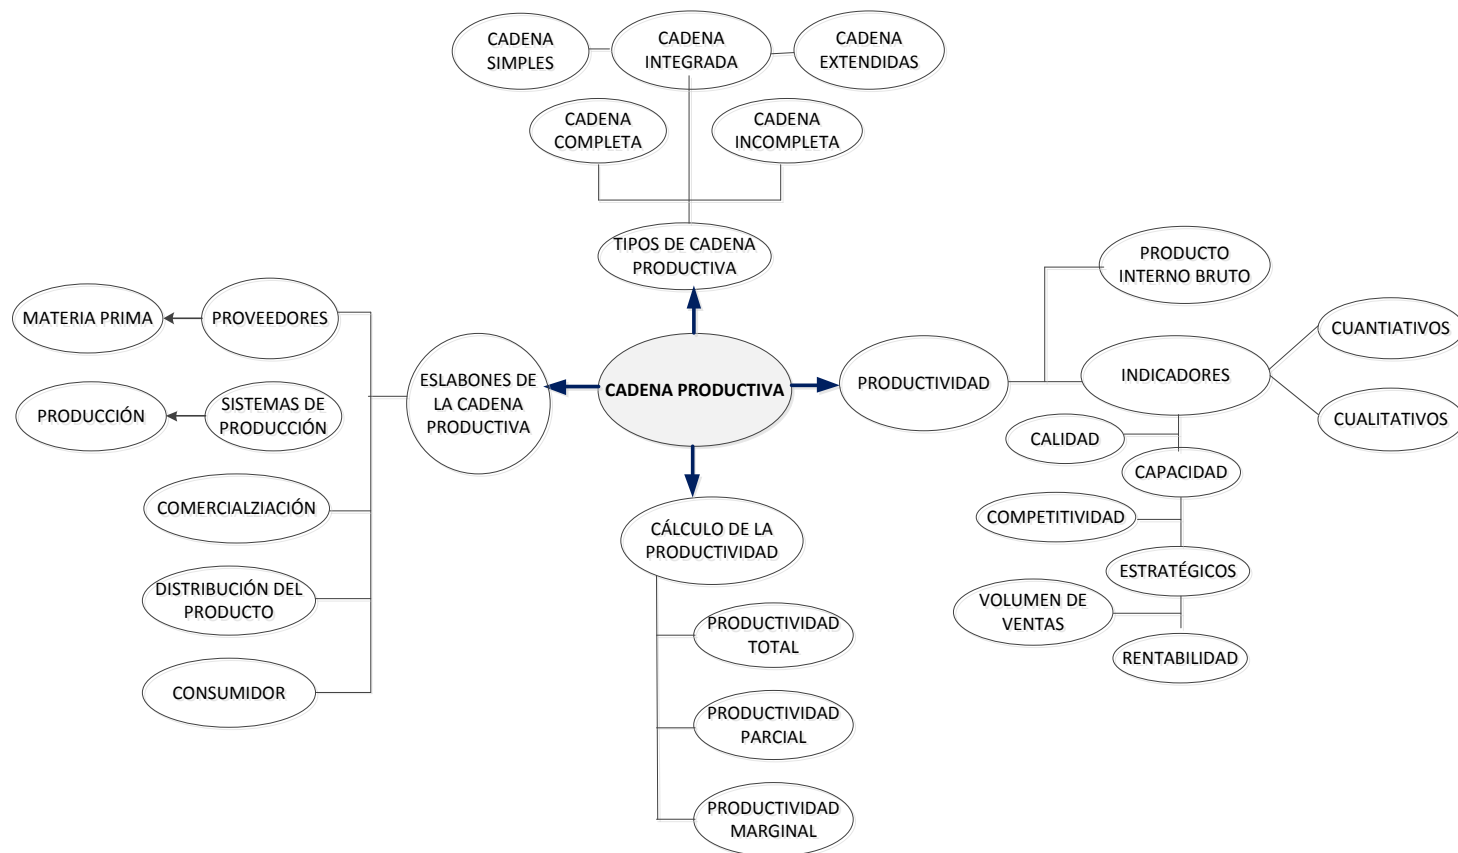 CADENA
SIMPLES
CADENA
INTEGRADA
CADENA
EXTENDIDAS
CADENA
COMPLETA
CADENA
INCOMPLETA
TIPOS DE CADENA
PRODUCTIVA
PRODUCTO
INTERNO BRUTO
MATERIA PRIMA
PROVEEDORES
CUANTIATIVOS
ESLABONES DE
LA CADENA
PRODUCTIVA
CADENA PRODUCTIVA
PRODUCTIVIDAD
INDICADORES
PRODUCCIÓN
SISTEMAS DE
PRODUCCIÓN
CUALITATIVOS
CALIDAD
CAPACIDAD
COMERCIALZIACIÓN
COMPETITIVIDAD
CÁLCULO DE LA
PRODUCTIVIDAD
ESTRATÉGICOS
DISTRIBUCIÓN DEL
PRODUCTO
VOLUMEN DE
VENTAS
PRODUCTIVIDAD
TOTAL
RENTABILIDAD
CONSUMIDOR
PRODUCTIVIDAD
PARCIAL
PRODUCTIVIDAD
MARGINAL